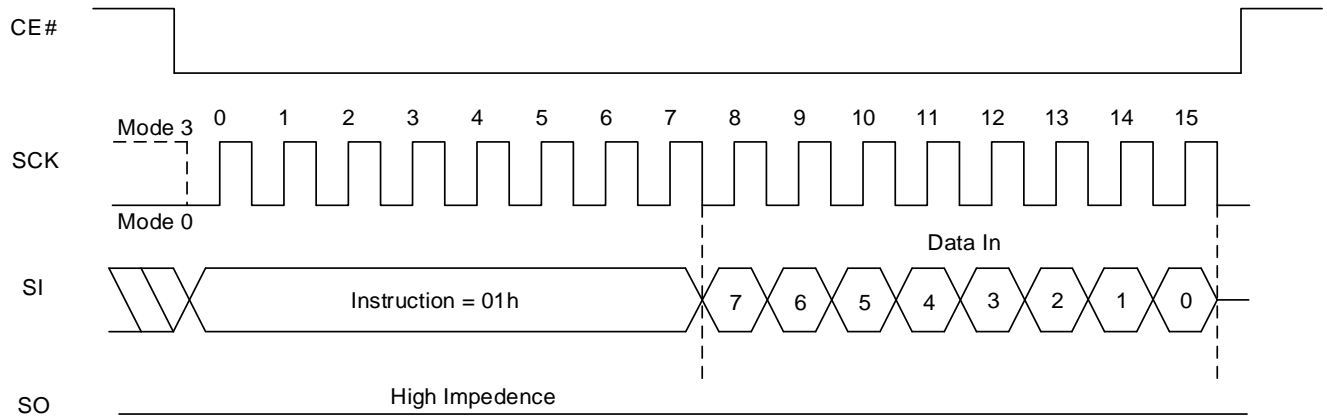 CE#
Mode 3
0 1 2 3 4 5 6 7 8 9 10 11 12 13 14 15
SCK
Mode 0
Data In
SI
Instruction = 01h
7 6 5 4 3 2 1 0
High Impedence
SO